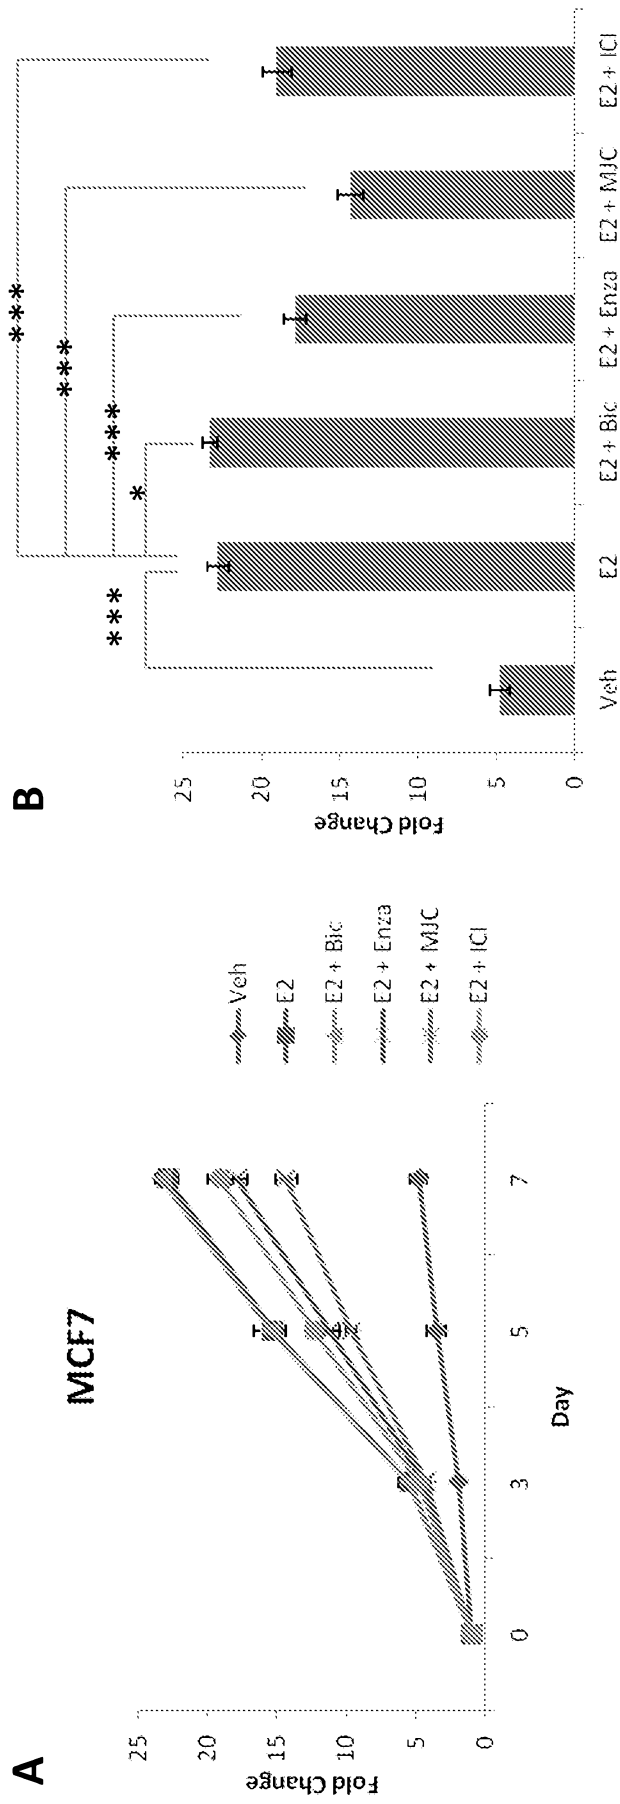 A
MCF7
Fold Change
25
20
15
10
5
0
0
3
5
7
Day
Veh
E2
E2 + Bic
E2 + Enza
E2 + MJC
E2 + ICI
B
Fold Change
25
20
15
10
5
0
***
*
***
***
***
Veh
E2
E2 + Bic
E2 + Enza
E2 + MJC
E2 + ICI